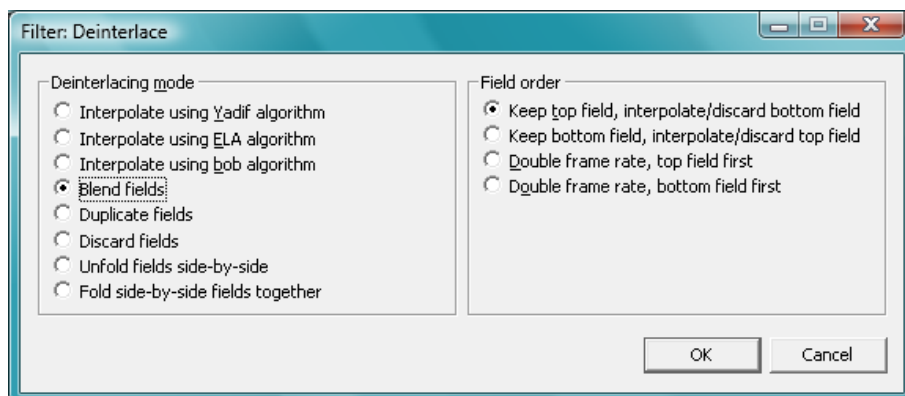 Filter: Deinterlace
Deinterlacing mode
Interpolate using Yadif algorithm
Interpolate using ELA algorithm
Interpolate using bob algorithm
Blend fields
Duplicate fields
Discard fields
Unfold fields side-by-side
Fold side-by-side fields together
Field order
Keep top field, interpolate/discard bottom field
Keep bottom field, interpolate/discard top field
Double frame rate, top field first
Double frame rate, bottom field first
OK
Cancel